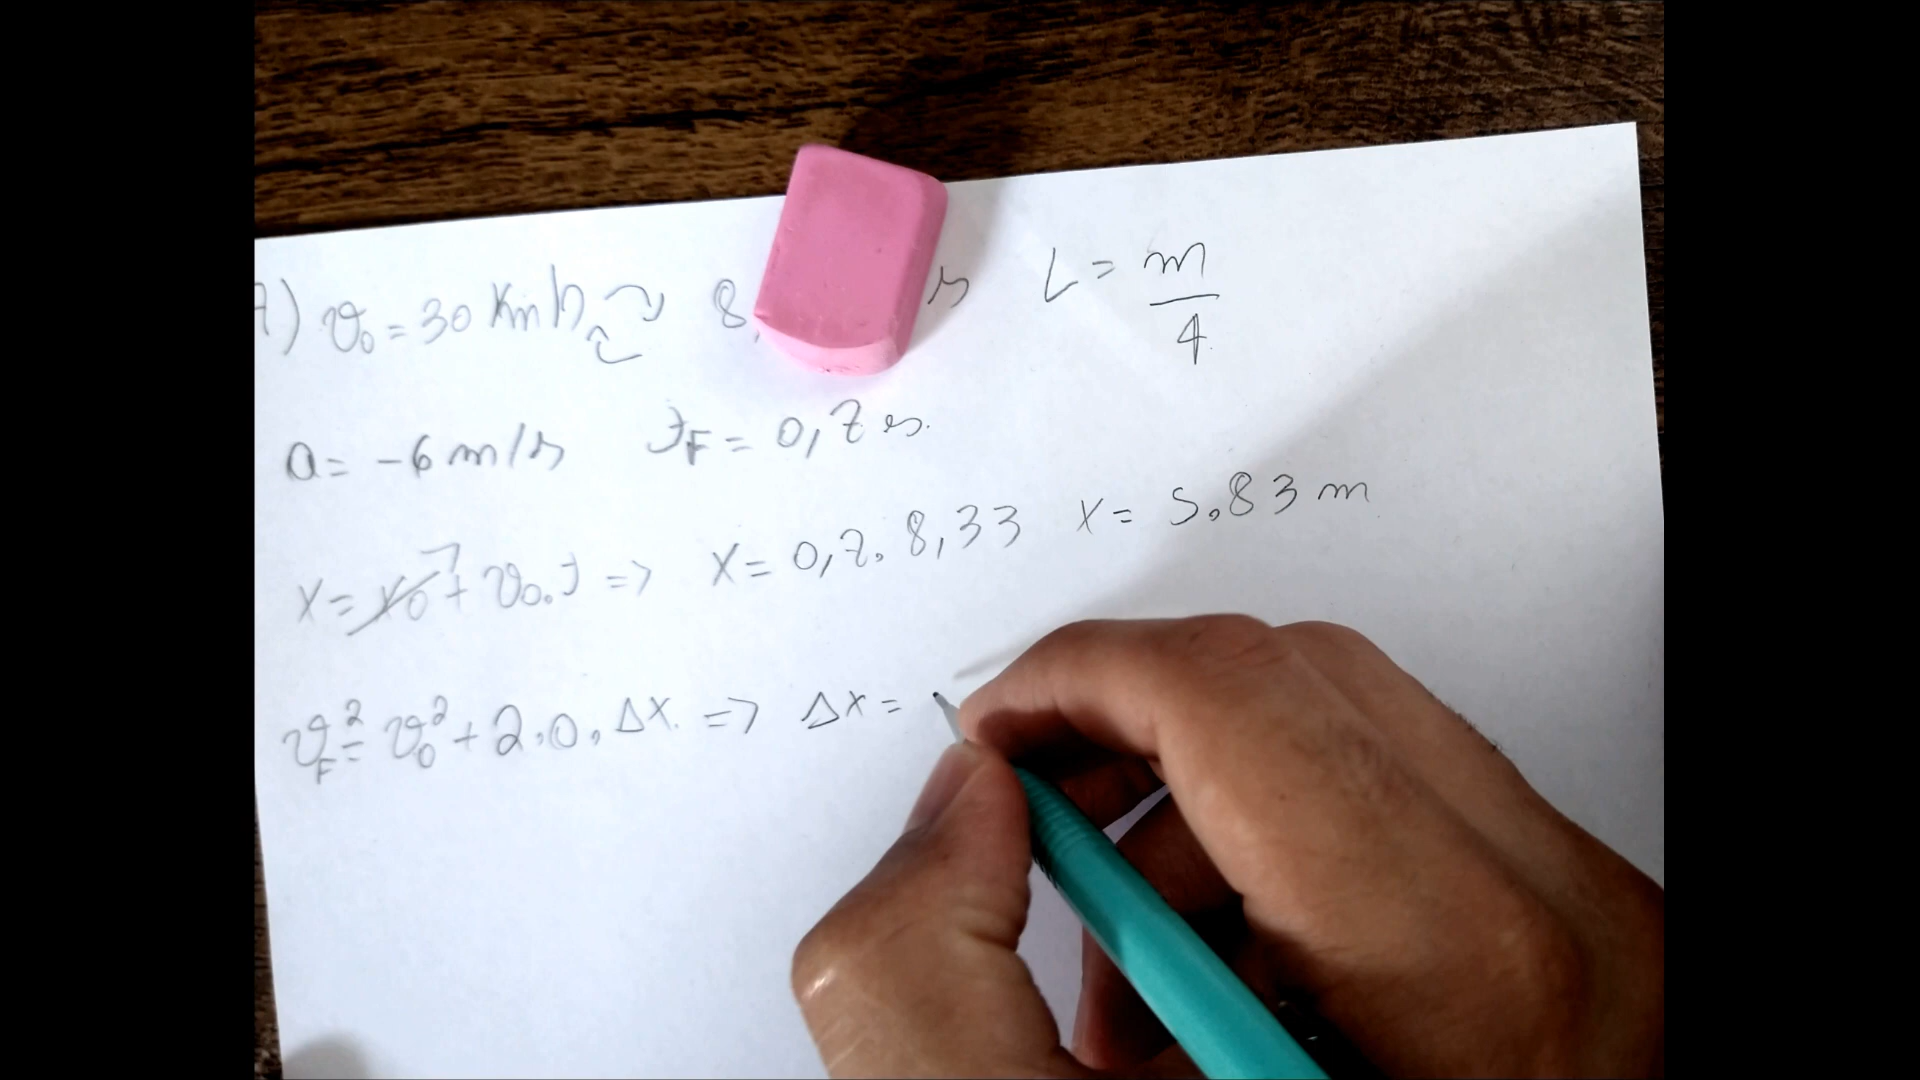 A) v₀ = 30 Km/h 8, s L = m/4
a = -6 m/s t_F = 0,7 s.
x = x₀ + v₀.t => x = 0,7. 8,33 x = 5,83 m
v_F² = v₀² + 2.a.Δx. => Δx =